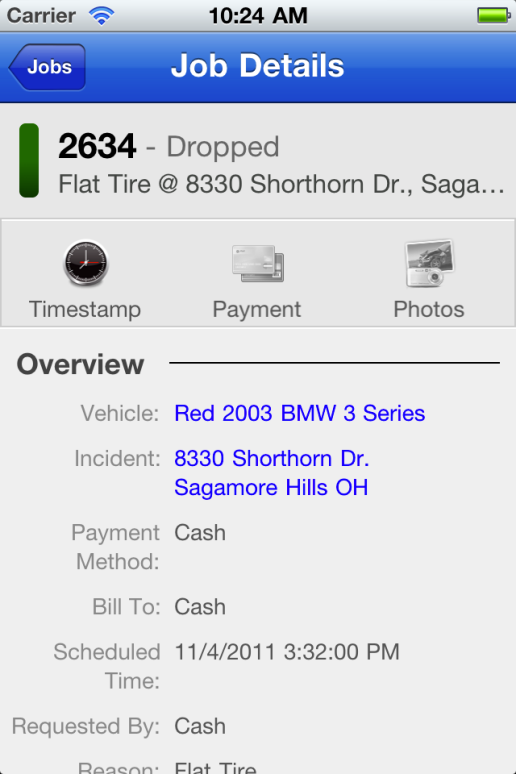 Carrier 10:24 AM
Jobs Job Details
2634 - Dropped
Flat Tire @ 8330 Shorthorn Dr., Saga...
Timestamp Payment Photos
Overview
Vehicle: Red 2003 BMW 3 Series
Incident: 8330 Shorthorn Dr.
Sagamore Hills OH
Payment Cash
Method:
Bill To: Cash
Scheduled 11/4/2011 3:32:00 PM
Time:
Requested By: Cash
Reason: Flat Tire